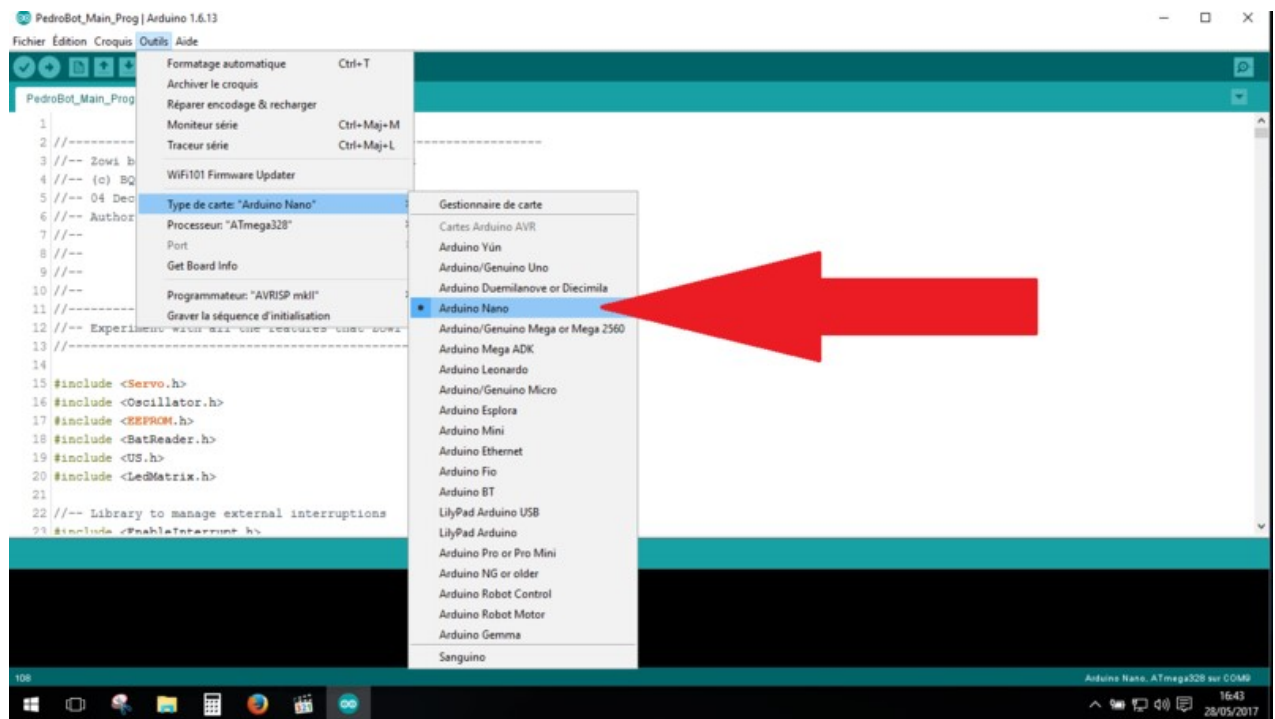 PedroBot_Main_Prog | Arduino 1.6.13
Fichier Édition Croquis Outils Aide
PedroBot_Main_Prog
Formatage automatique Ctrl+T
Archiver le croquis
Réparer encodage & recharger
Moniteur série Ctrl+Maj+M
Traceur série Ctrl+Maj+L
WiFi101 Firmware Updater
Type de carte: "Arduino Nano"
Processeur: "ATmega328"
Port
Get Board Info
Programmateur: "AVRISP mkII"
Graver la séquence d'initialisation
Gestionnaire de carte
Cartes Arduino AVR
Arduino Yún
Arduino/Genuino Uno
Arduino Duemilanove or Diecimila
Arduino Nano
Arduino/Genuino Mega or Mega 2560
Arduino Mega ADK
Arduino Leonardo
Arduino/Genuino Micro
Arduino Esplora
Arduino Mini
Arduino Ethernet
Arduino Fio
Arduino BT
LilyPad Arduino USB
LilyPad Arduino
Arduino Pro or Pro Mini
Arduino NG or older
Arduino Robot Control
Arduino Robot Motor
Arduino Gemma
Sanguino
1
2 //---------
3 //-- Zowi b
4 //-- (c) BQ
5 //-- 04 Dec
6 //-- Author
7 //--
8 //--
9 //--
10 //--
11 //---------
12 //-- Experiment with all the features that Zowi
13 //---------
14
15 #include <Servo.h>
16 #include <Oscillator.h>
17 #include <EEPROM.h>
18 #include <BatReader.h>
19 #include <US.h>
20 #include <LedMatrix.h>
21
22 //-- Library to manage external interruptions
23 #include <EnableInterrupt.h>
108
Arduino Nano, ATmega328 sur COM9
16:43
28/05/2017